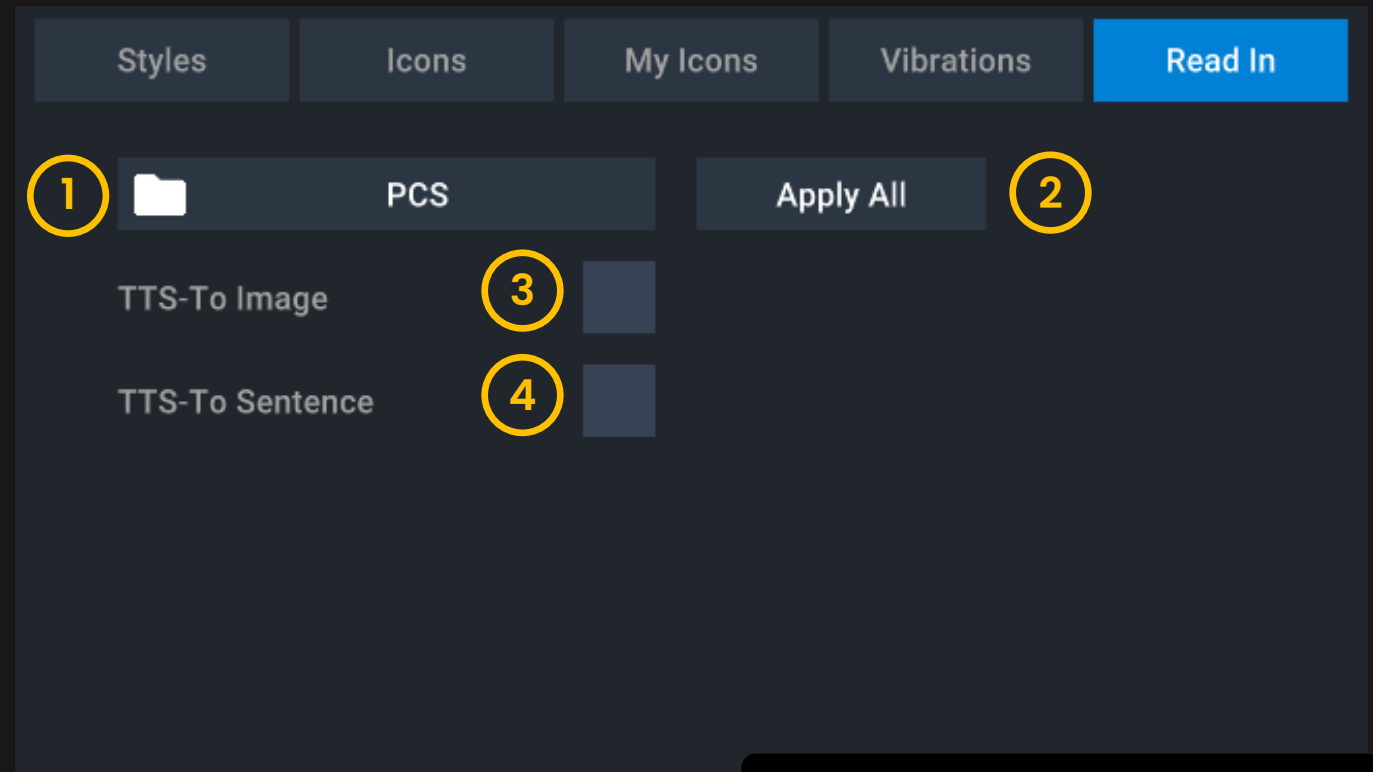 Styles Icons My Icons Vibrations Read In
1 PCS Apply All 2
TTS-To Image 3
TTS-To Sentence 4